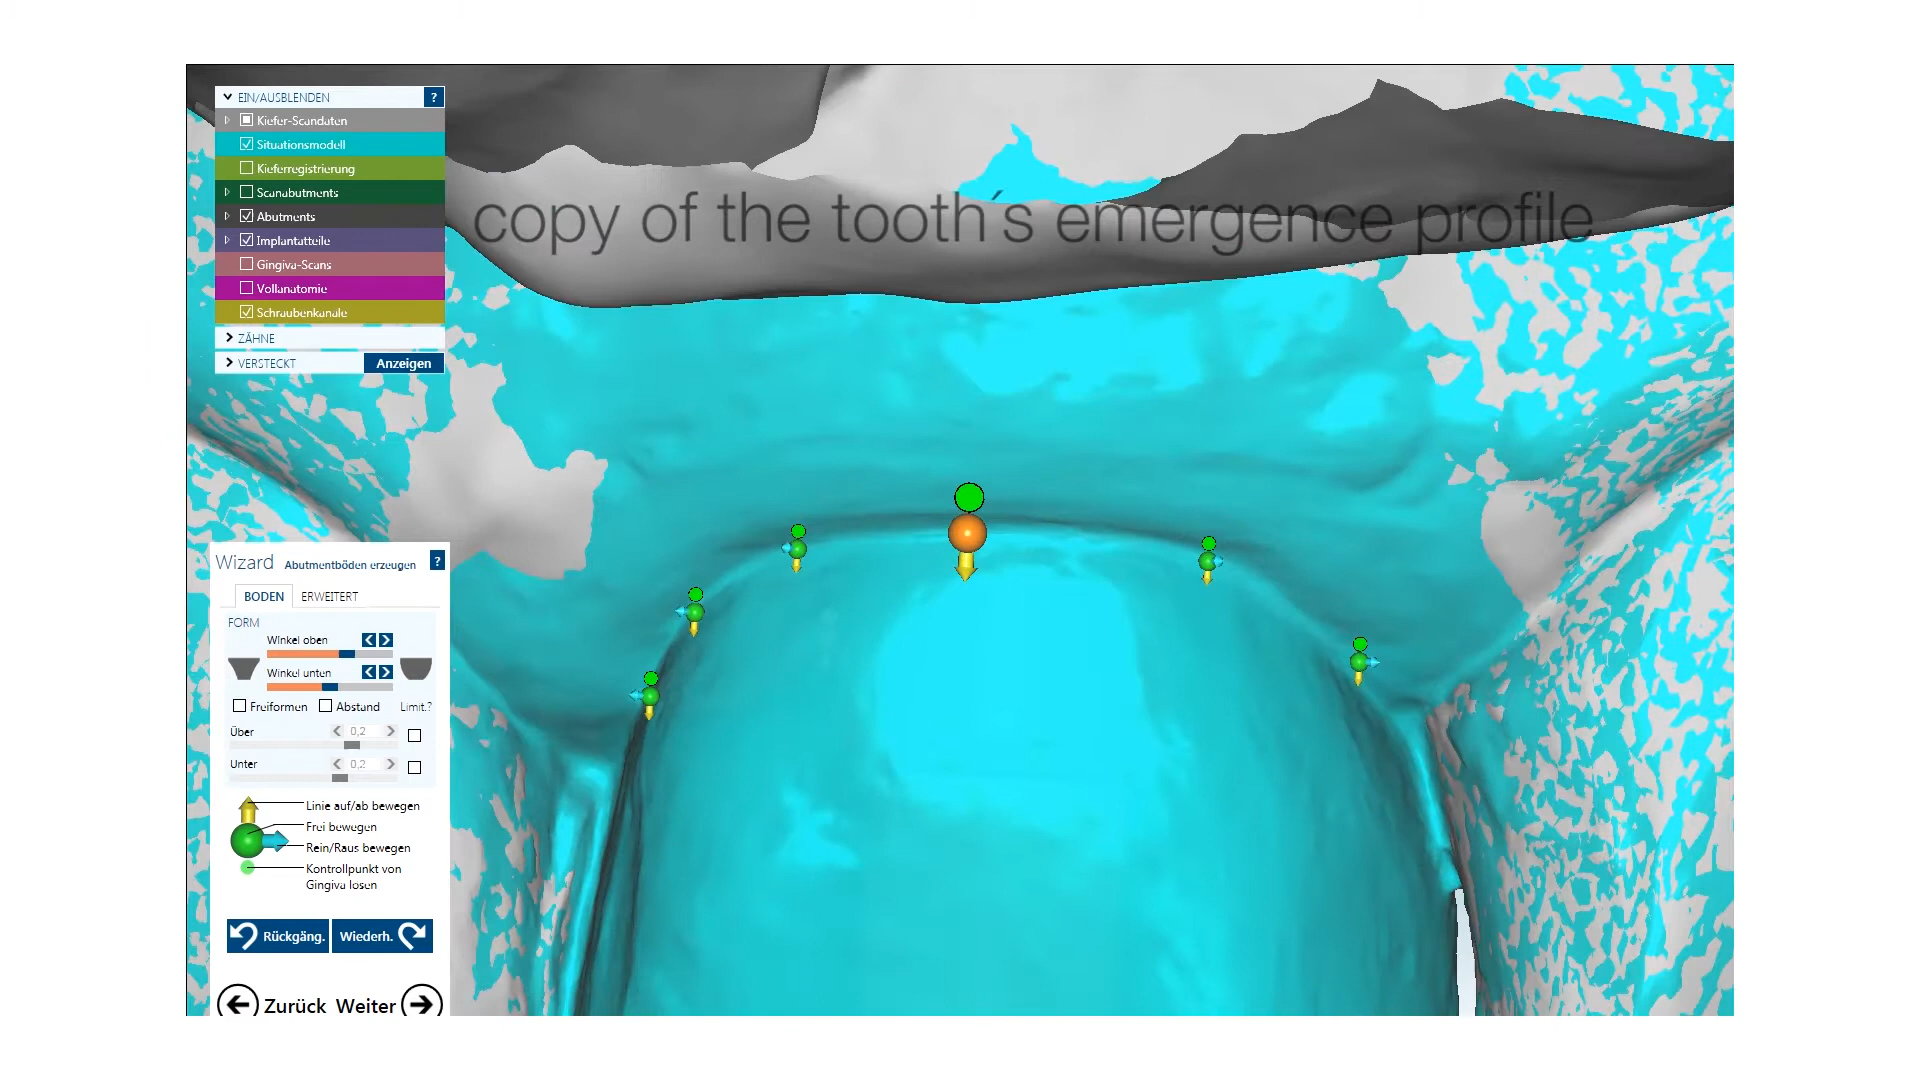 EIN/AUSBLENDEN ?
Kiefer-Scandaten
Situationsmodell
Kieferregistrierung
Scanabutments
Abutments
Implantatteile
Gingiva-Scans
Vollanatomie
Schraubenkanäle
ZÄHNE
VERSTECKT Anzeigen
copy of the tooth´s emergence profile
Wizard Abutmentböden erzeugen ?
BODEN ERWEITERT
FORM
Winkel oben
Winkel unten
Freiformen Abstand Limit.?
Über 0,2
Unter 0,2
Linie auf/ab bewegen
Frei bewegen
Rein/Raus bewegen
Kontrollpunkt von
Gingiva lösen
Rückgäng. Wiederh.
Zurück Weiter